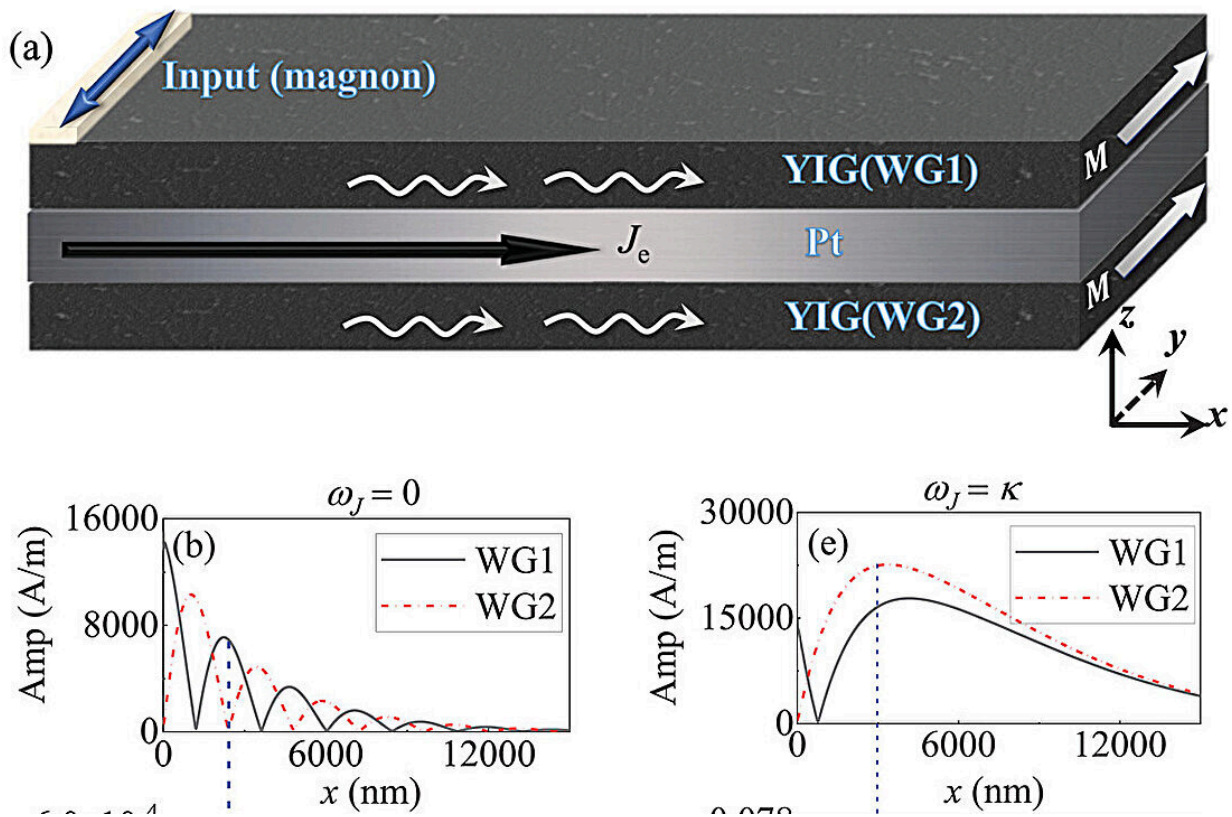 (a)
Input (magnon)
YIG(WG1)
M
J_e
Pt
YIG(WG2)
M
z
y
x
ω_J = 0
16000
(b)
WG1
WG2
8000
0
Amp (A/m)
0 6000 12000
x (nm)
ω_J = κ
30000
(e)
WG1
WG2
15000
0
Amp (A/m)
0 6000 12000
x (nm)